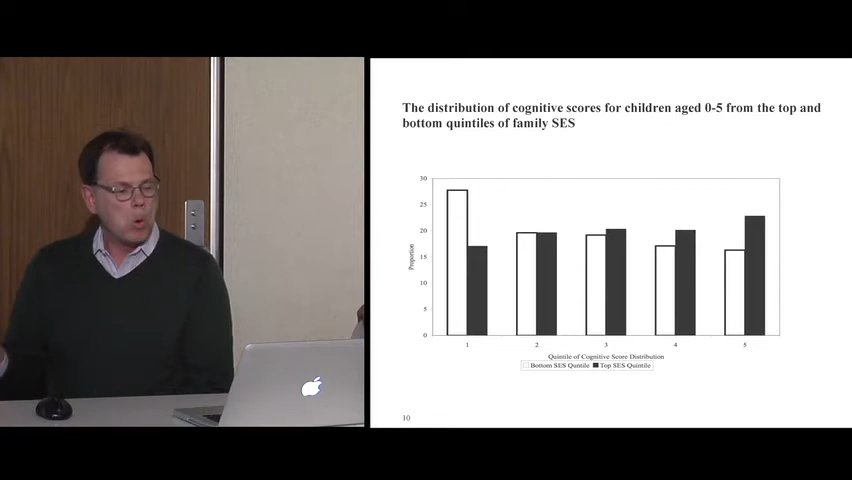 The distribution of cognitive scores for children aged 0-5 from the top and
bottom quintiles of family SES
30
25
20
15
10
5
0
Proportion
1 2 3 4 5
Quintile of Cognitive Score Distribution
Bottom SES Quntile Top SES Quintile
10